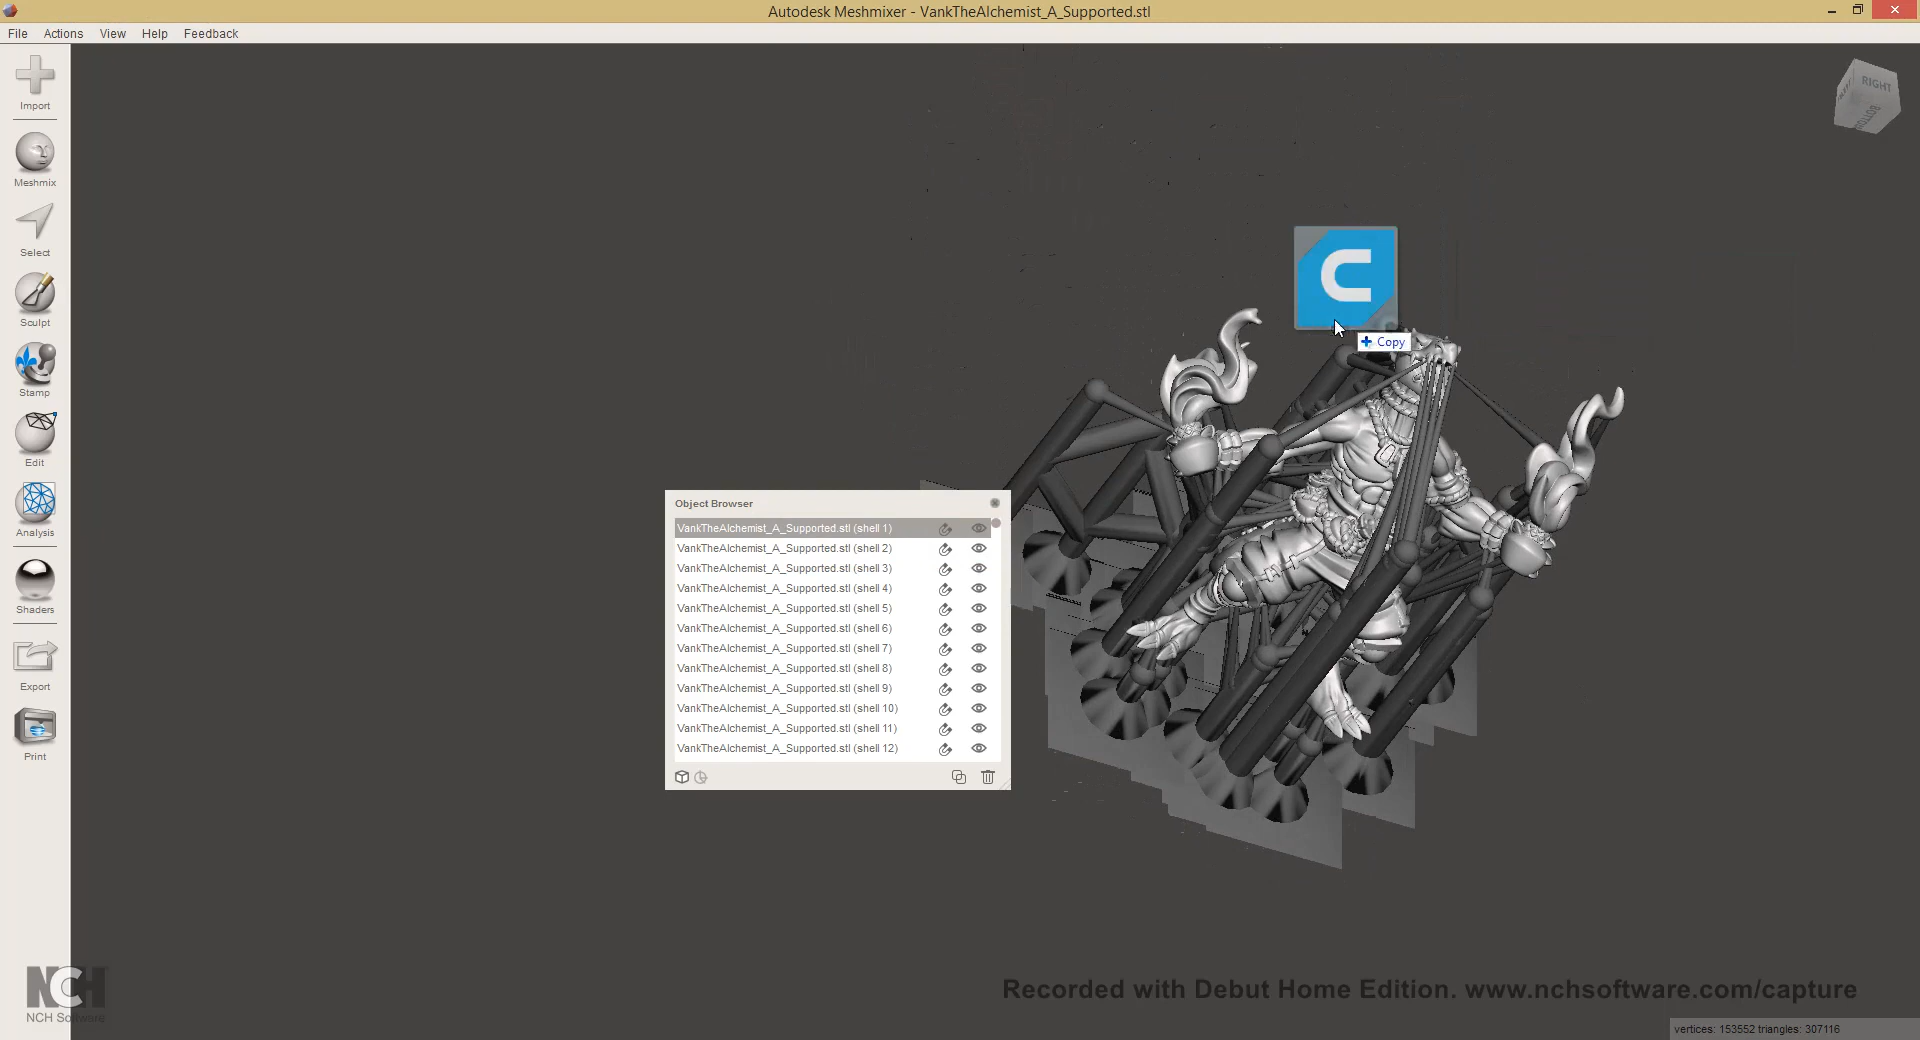 Autodesk Meshmixer - VankTheAlchemist_A_Supported.stl
File Actions View Help Feedback
Import
Meshmix
Select
Sculpt
Stamp
Edit
Analysis
Shaders
Export
Print
RIGHT
BOTTOM
C
Copy
Object Browser
VankTheAlchemist_A_Supported.stl (shell 1)
VankTheAlchemist_A_Supported.stl (shell 2)
VankTheAlchemist_A_Supported.stl (shell 3)
VankTheAlchemist_A_Supported.stl (shell 4)
VankTheAlchemist_A_Supported.stl (shell 5)
VankTheAlchemist_A_Supported.stl (shell 6)
VankTheAlchemist_A_Supported.stl (shell 7)
VankTheAlchemist_A_Supported.stl (shell 8)
VankTheAlchemist_A_Supported.stl (shell 9)
VankTheAlchemist_A_Supported.stl (shell 10)
VankTheAlchemist_A_Supported.stl (shell 11)
VankTheAlchemist_A_Supported.stl (shell 12)
NCH
NCH Software
Recorded with Debut Home Edition. www.nchsoftware.com/capture
vertices: 153552 triangles: 307116